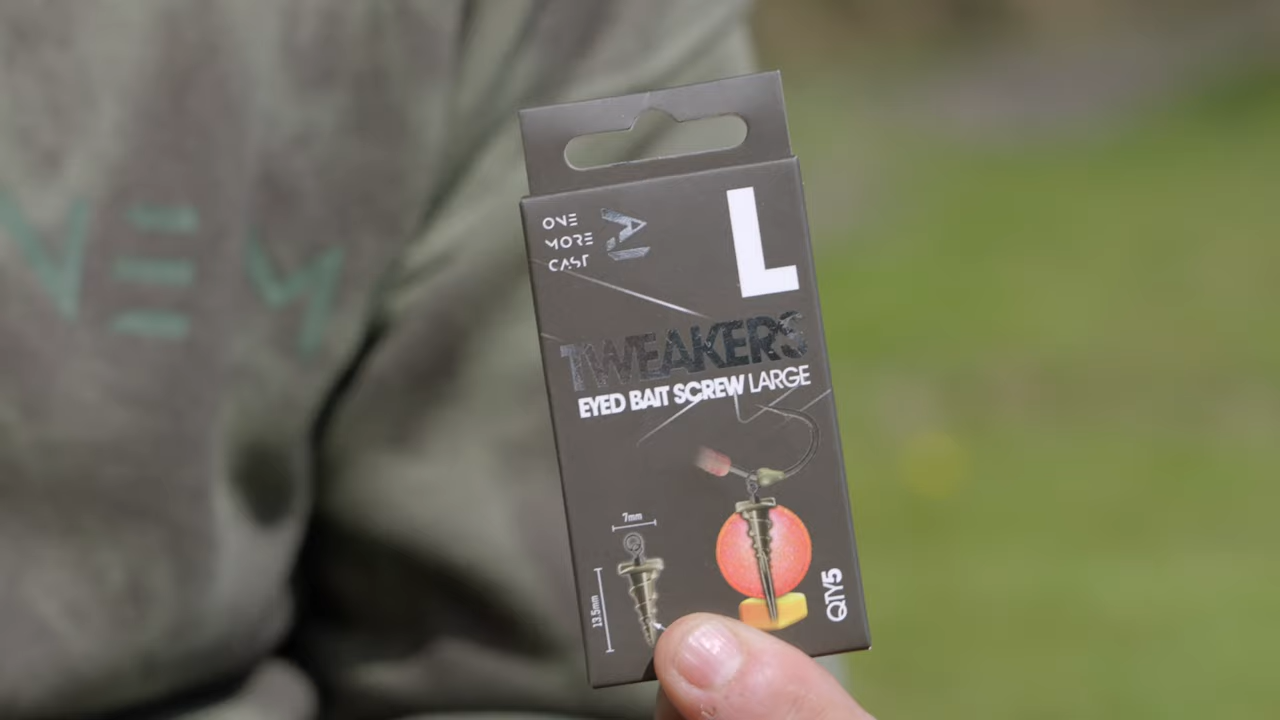 ONE
MORE
CAST
L
TWEAKERS
EYED BAIT SCREW LARGE
7mm
13.5mm
QTY5